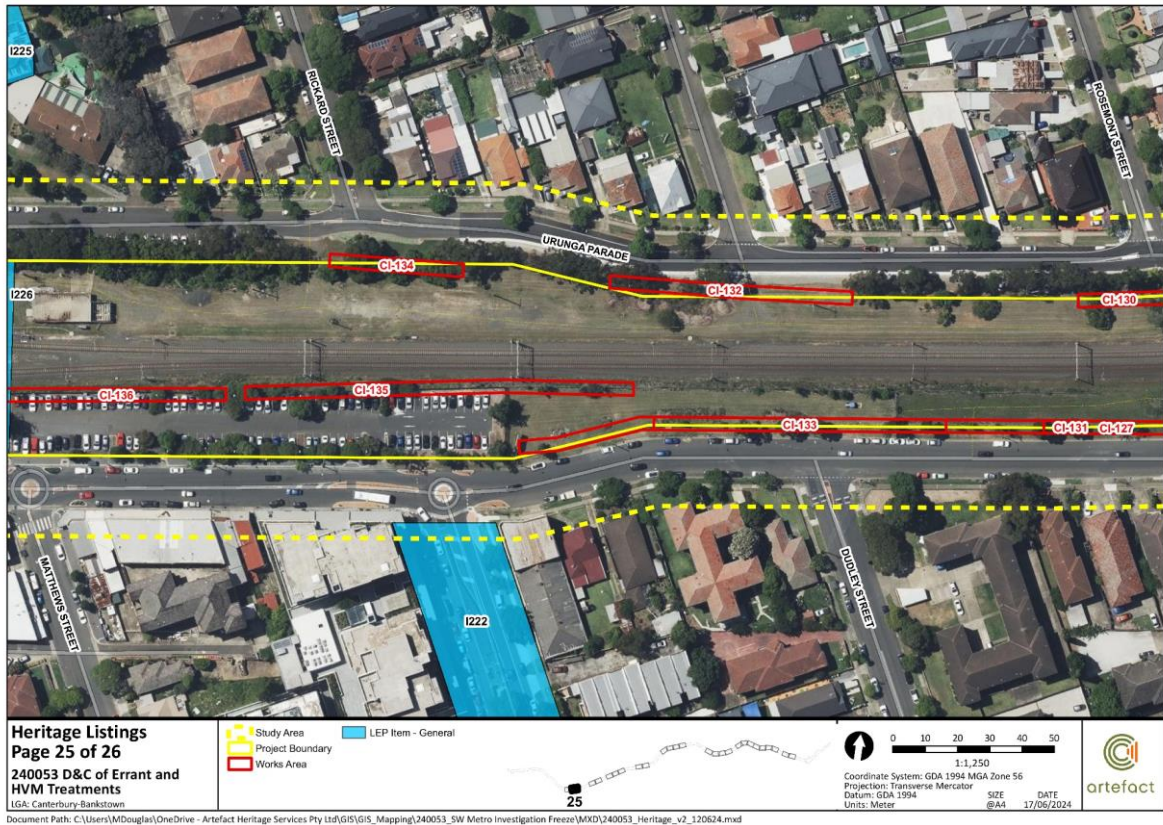 I225
RICKARD STREET
ROSEMONT STREET
URUNGA PARADE
CI-134
CI-132
CI-130
I226
CI-136
CI-135
CI-133
CI-131
CI-127
MATTHEWS STREET
I222
DUDLEY STREET
Heritage Listings
Page 25 of 26
240053 D&C of Errant and
HVM Treatments
LGA: Canterbury-Bankstown
Study Area
Project Boundary
Works Area
LEP Item - General
25
0 10 20 30 40 50
1:1,250
Coordinate System: GDA 1994 MGA Zone 56
Projection: Transverse Mercator
Datum: GDA 1994
Units: Meter
SIZE
@A4
DATE
17/06/2024
artefact
Document Path: C:\Users\MDouglas\OneDrive - Artefact Heritage Services Pty Ltd\GIS\GIS_Mapping\240053_SW Metro Investigation Freeze\MXD\240053_Heritage_v2_120624.mxd